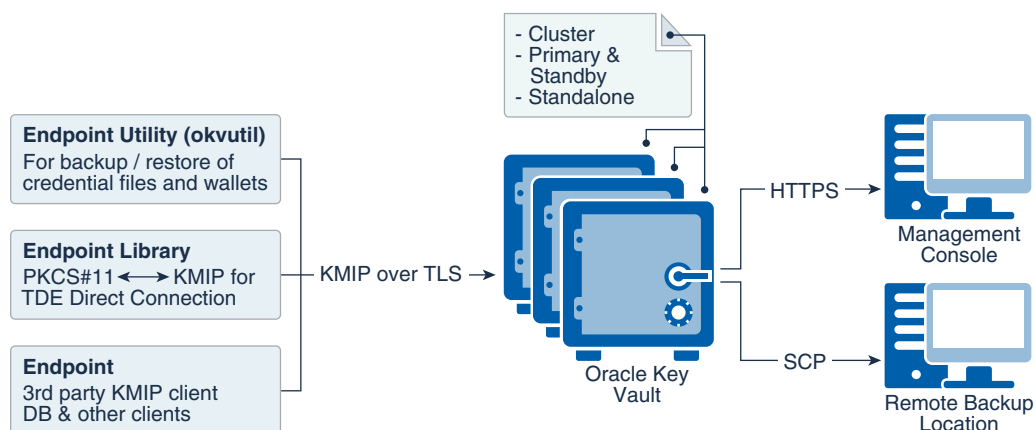 - Cluster
- Primary &
Standby
- Standalone
Endpoint Utility (okvutil)
For backup / restore of
credential files and wallets
Endpoint Library
PKCS#11 ⟷ KMIP for
TDE Direct Connection
Endpoint
3rd party KMIP client
DB & other clients
KMIP over TLS
Oracle Key
Vault
HTTPS
Management
Console
SCP
Remote Backup
Location